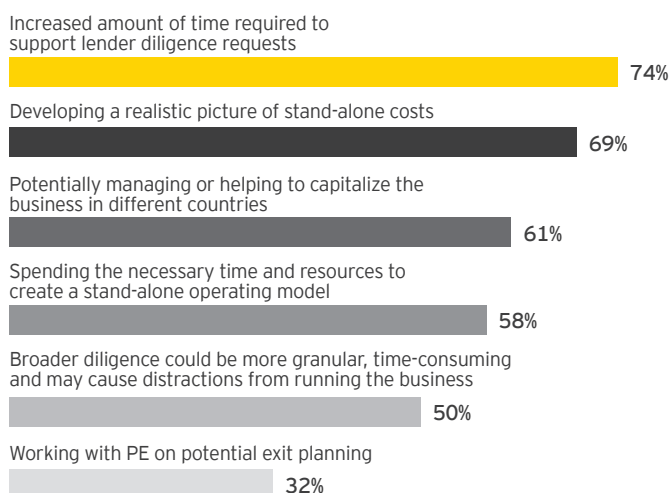 Increased amount of time required to
support lender diligence requests
74%
Developing a realistic picture of stand-alone costs
69%
Potentially managing or helping to capitalize the
business in different countries
61%
Spending the necessary time and resources to
create a stand-alone operating model
58%
Broader diligence could be more granular, time-consuming
and may cause distractions from running the business
50%
Working with PE on potential exit planning
32%